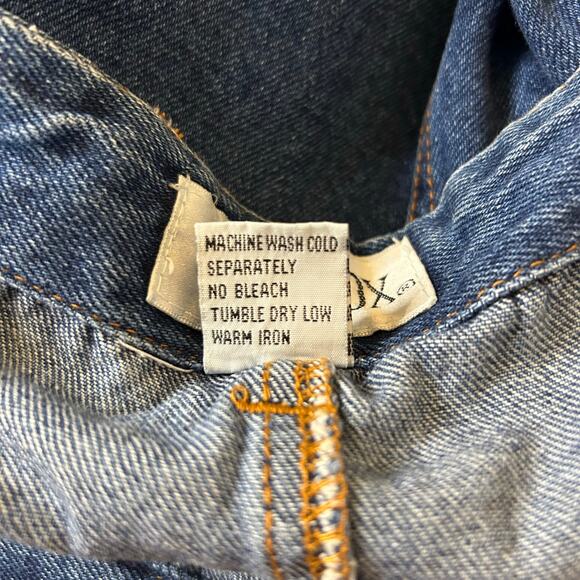 MACHINE WASH COLD
SEPARATELY
NO BLEACH
TUMBLE DRY LOW
WARM IRON